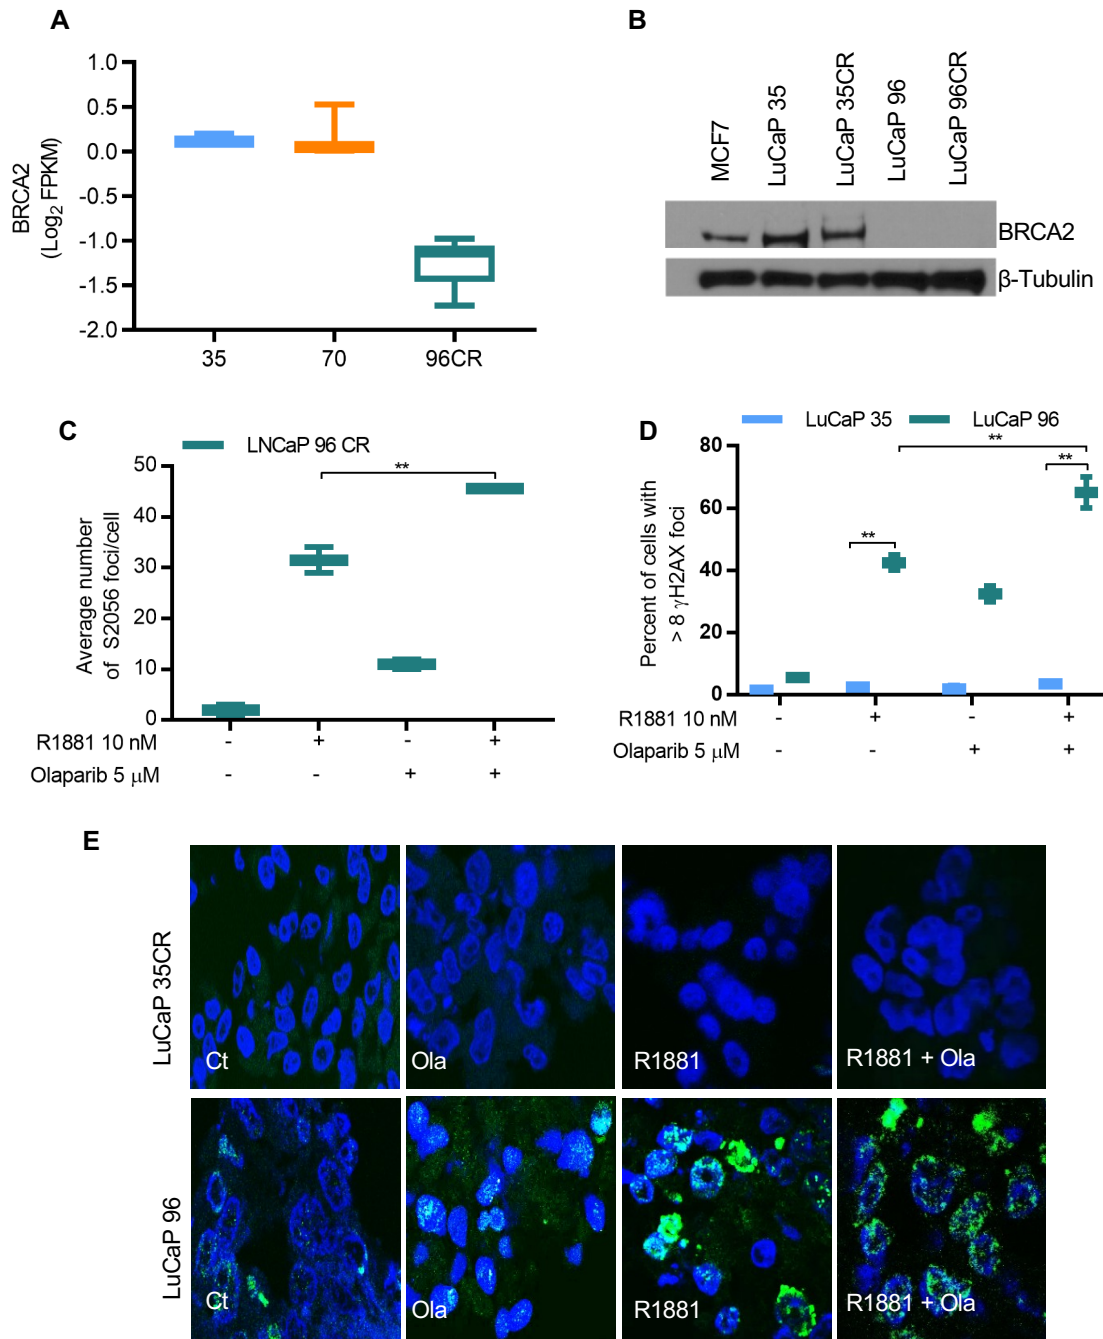 A
1.0
0.5
0.0
-0.5
-1.0
-1.5
-2.0
BRCA2
(Log2 FPKM)
35
70
96CR
B
MCF7
LuCaP 35
LuCaP 35CR
LuCaP 96
LuCaP 96CR
BRCA2
β-Tubulin
C
LNCaP 96 CR
**
50
40
30
20
10
0
Average number
of S2056 foci/cell
R1881 10 nM
- + - +
Olaparib 5 μM
- - + +
D
LuCaP 35
LuCaP 96
**
**
**
80
60
40
20
0
Percent of cells with
> 8 γH2AX foci
R1881 10 nM
- + - +
Olaparib 5 μM
- - + +
E
LuCaP 35CR
Ct
Ola
R1881
R1881 + Ola
LuCaP 96
Ct
Ola
R1881
R1881 + Ola